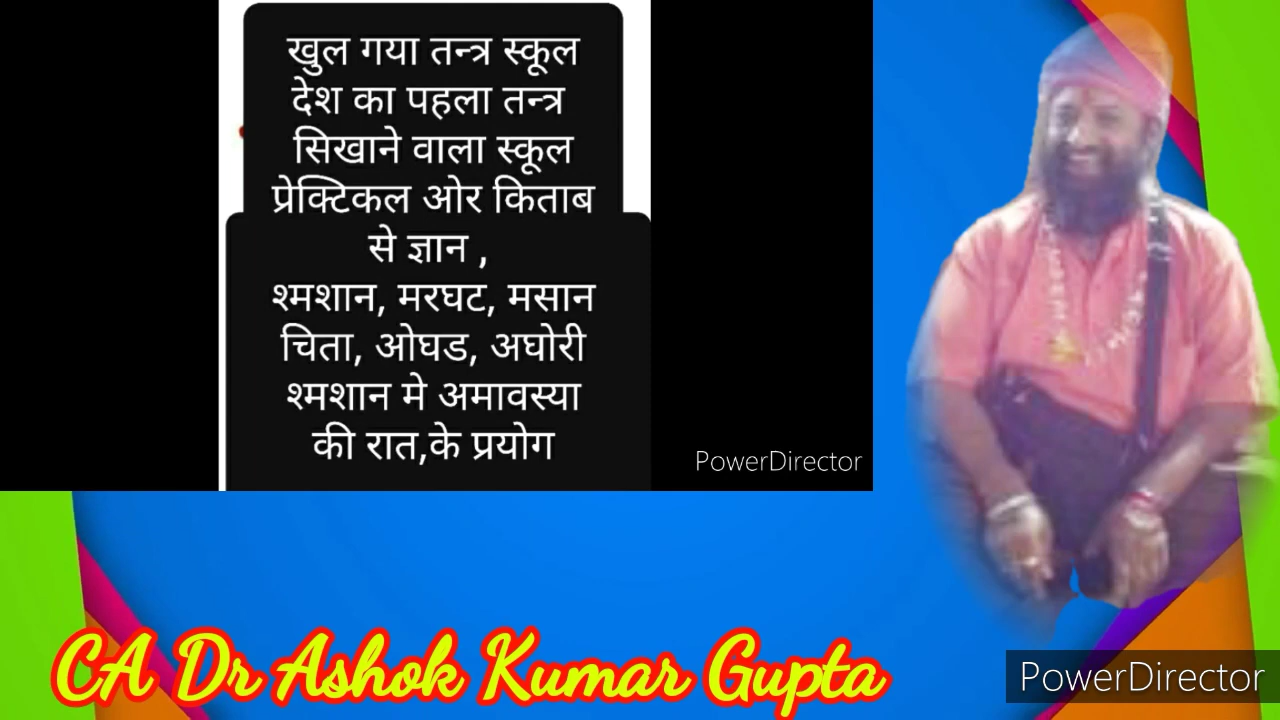 खुल गया तन्त्र स्कूल
देश का पहला तन्त्र
सिखाने वाला स्कूल
प्रेक्टिकल ओर किताब
से ज्ञान ,
श्मशान, मरघट, मसान
चिता, ओघड, अघोरी
श्मशान मे अमावस्या
की रात,के प्रयोग
PowerDirector
CA Dr Ashok Kumar Gupta
PowerDirector